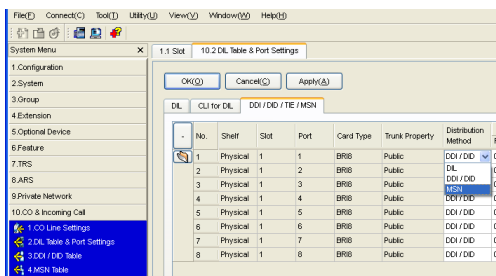 File(F) Connect(C) Tool(T) Utility(U) View(V) Window(W) Help(H)
System Menu X
1.1 Slot 10.2 DIL Table & Port Settings
1.Configuration
2.System
3.Group
4.Extension
5.Optional Device
6.Feature
7.TRS
8.ARS
9.Private Network
10.CO & Incoming Call
1.CO Line Settings
2.DIL Table & Port Settings
3.DDI / DID Table
4.MSN Table
OK(O) Cancel(C) Apply(A)
DIL CLI for DIL DDI / DID / TIE / MSN
- No. Shelf Slot Port Card Type Trunk Property Distribution Method
1 Physical 1 1 BRI8 Public DDI / DID
2 Physical 1 2 BRI8 Public DIL
3 Physical 1 3 BRI8 Public DDI / DID
MSN
4 Physical 1 4 BRI8 Public DDI / DID
5 Physical 1 5 BRI8 Public DDI / DID
6 Physical 1 6 BRI8 Public DDI / DID
7 Physical 1 7 BRI8 Public DDI / DID
8 Physical 1 8 BRI8 Public DDI / DID